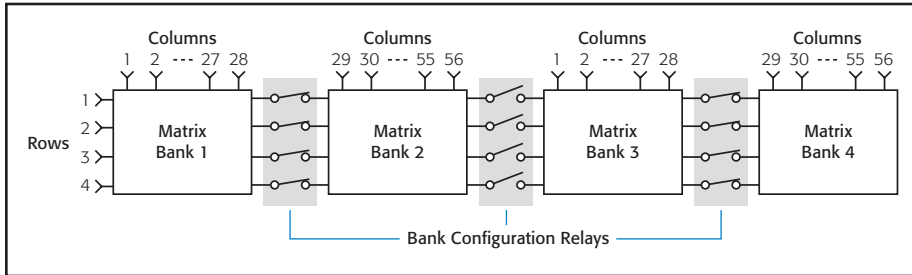 Columns Columns Columns Columns
1 2 ---- 27 28 29 30 ---- 55 56 1 2 ---- 27 28 29 30 ---- 55 56
1
2
Rows
3
4
Matrix Bank 1
Matrix Bank 2
Matrix Bank 3
Matrix Bank 4
Bank Configuration Relays